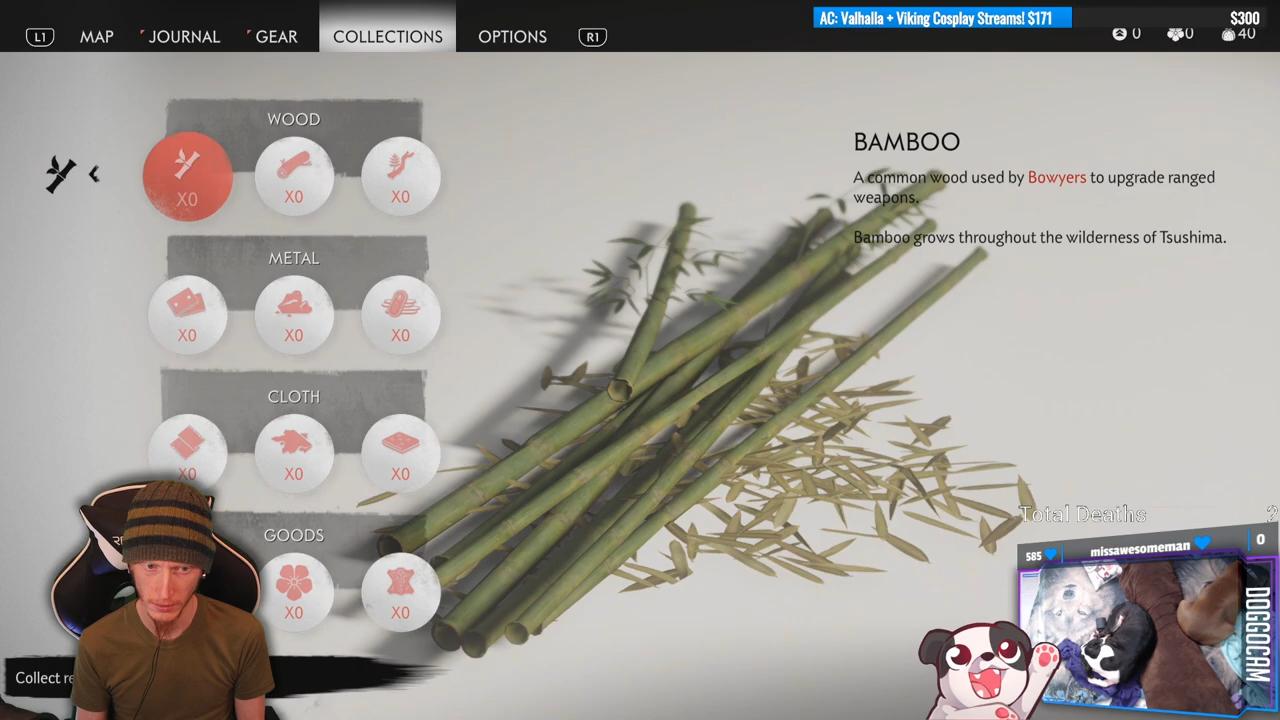 AC: Valhalla + Viking Cosplay Streams! $171
$300
L1 MAP JOURNAL GEAR COLLECTIONS OPTIONS R1
0 0 40
WOOD
X0 X0 X0
METAL
X0 X0 X0
CLOTH
X0 X0 X0
GOODS
X0 X0
BAMBOO
A common wood used by Bowyers to upgrade ranged
weapons.
Bamboo grows throughout the wilderness of Tsushima.
Collect
Total Deaths
585 missawesomeman 0
DOGGOCAM